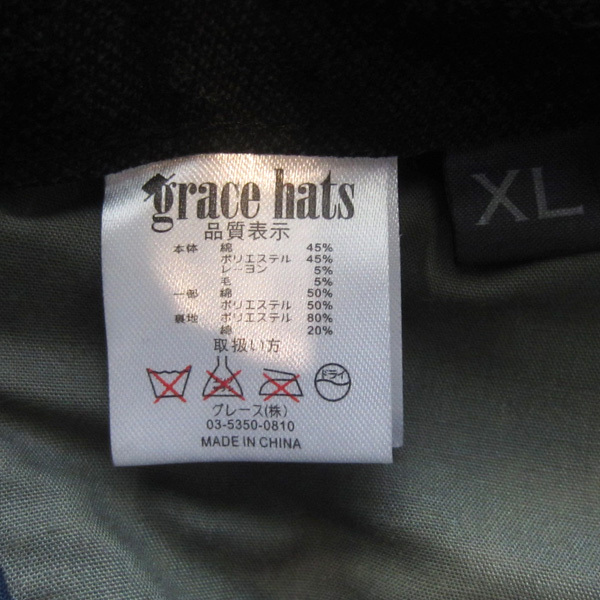 grace hats
品質表示
本体 綿 45%
ポリエステル 45%
レーヨン 5%
毛 5%
一部 綿 50%
ポリエステル 50%
裏地 ポリエステル 80%
綿 20%
取扱い方
ドライ
グレース(株)
03-5350-0810
MADE IN CHINA
XL